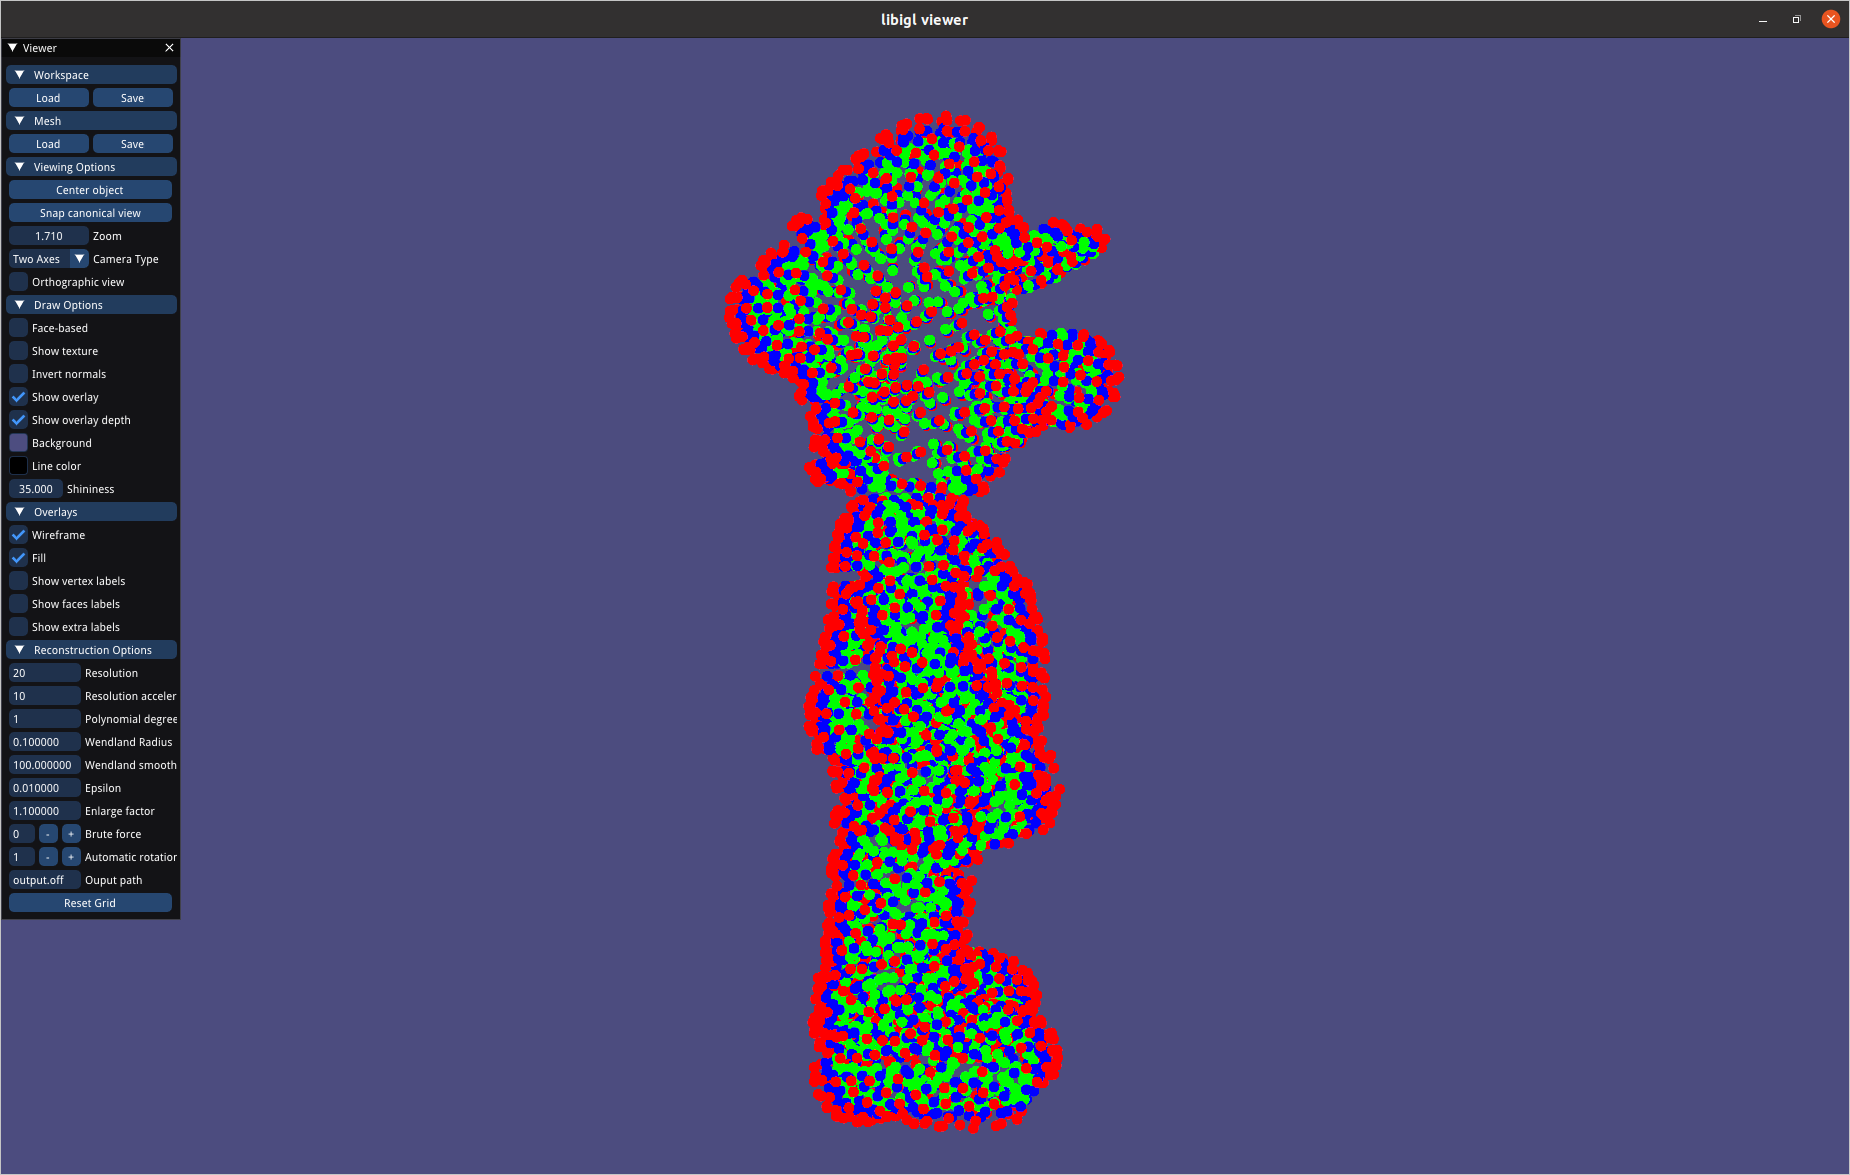 libigl viewer
Viewer
Workspace
Load Save
Mesh
Load Save
Viewing Options
Center object
Snap canonical view
1.710 Zoom
Two Axes Camera Type
Orthographic view
Draw Options
Face-based
Show texture
Invert normals
Show overlay
Show overlay depth
Background
Line color
35.000 Shininess
Overlays
Wireframe
Fill
Show vertex labels
Show faces labels
Show extra labels
Reconstruction Options
20 Resolution
10 Resolution acceler
1 Polynomial degree
0.100000 Wendland Radius
100.000000 Wendland smooth
0.010000 Epsilon
1.100000 Enlarge factor
0 - + Brute force
1 - + Automatic rotation
output.off Ouput path
Reset Grid